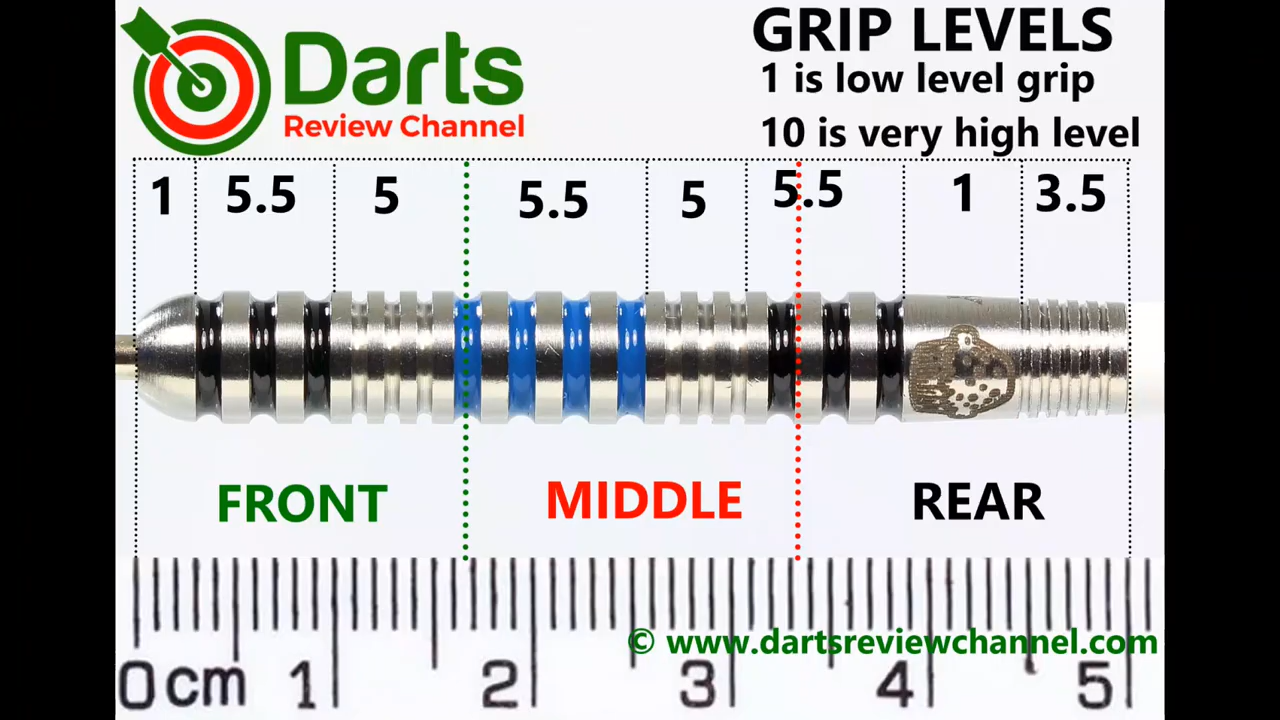 Darts
Review Channel
GRIP LEVELS
1 is low level grip
10 is very high level
1 5.5 5 5.5 5 5.5 1 3.5
FRONT MIDDLE REAR
© www.dartsreviewchannel.com
0 cm 1 2 3 4 5